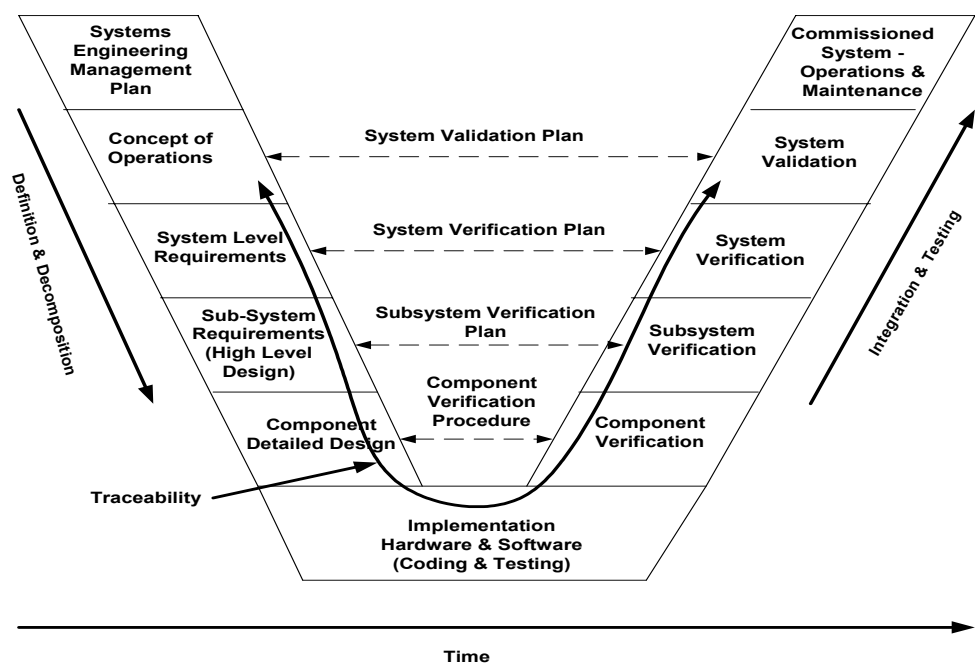 Systems
Engineering
Management
Plan
Commissioned
System -
Operations &
Maintenance
Concept of
Operations
System Validation Plan
System
Validation
Definition & Decomposition
Integration & Testing
System Level
Requirements
System Verification Plan
System
Verification
Sub-System
Requirements
(High Level
Design)
Subsystem Verification
Plan
Subsystem
Verification
Component
Detailed Design
Component
Verification
Procedure
Component
Verification
Traceability
Implementation
Hardware & Software
(Coding & Testing)
Time